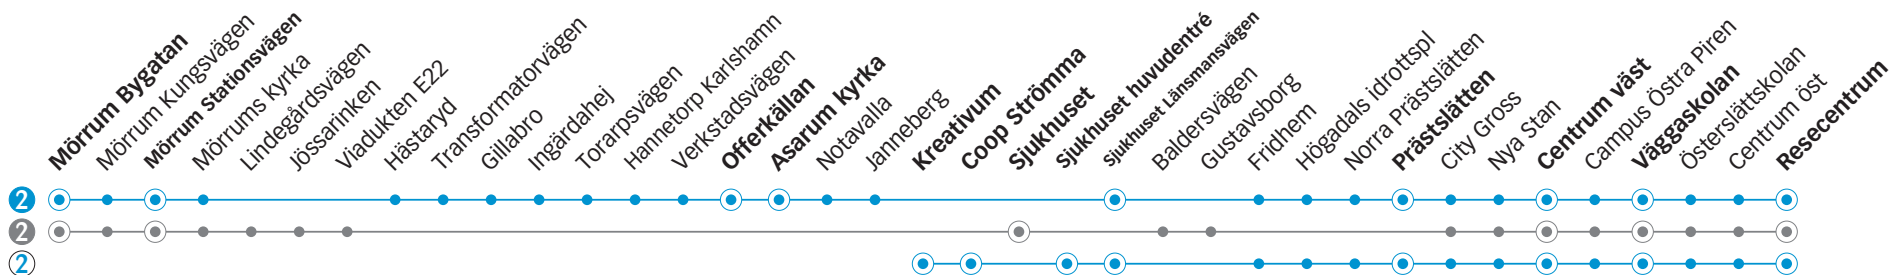 Mörrum Bygatan
Mörrum Kungsvägen
Mörrum Stationsvägen
Mörrums kyrka
Lindegårdsvägen
Jössarinken
Viadukten E22
Hästaryd
Transformatorvägen
Gillabro
Ingärdahej
Torarpsvägen
Hannetorp Karlshamn
Verkstadsvägen
Offerkällan
Asarum kyrka
Notavalla
Janneberg
Kreativum
Coop Strömma
Sjukhuset
Sjukhuset huvudentré
Sjukhuset Länsmansvägen
Baldersvägen
Gustavsborg
Fridhem
Högadals idrottspl
Norra Prästslätten
Prästslätten
City Gross
Nya Stan
Centrum väst
Campus Östra Piren
Väggaskolan
Österslättskolan
Centrum öst
Resecentrum
2
2
2